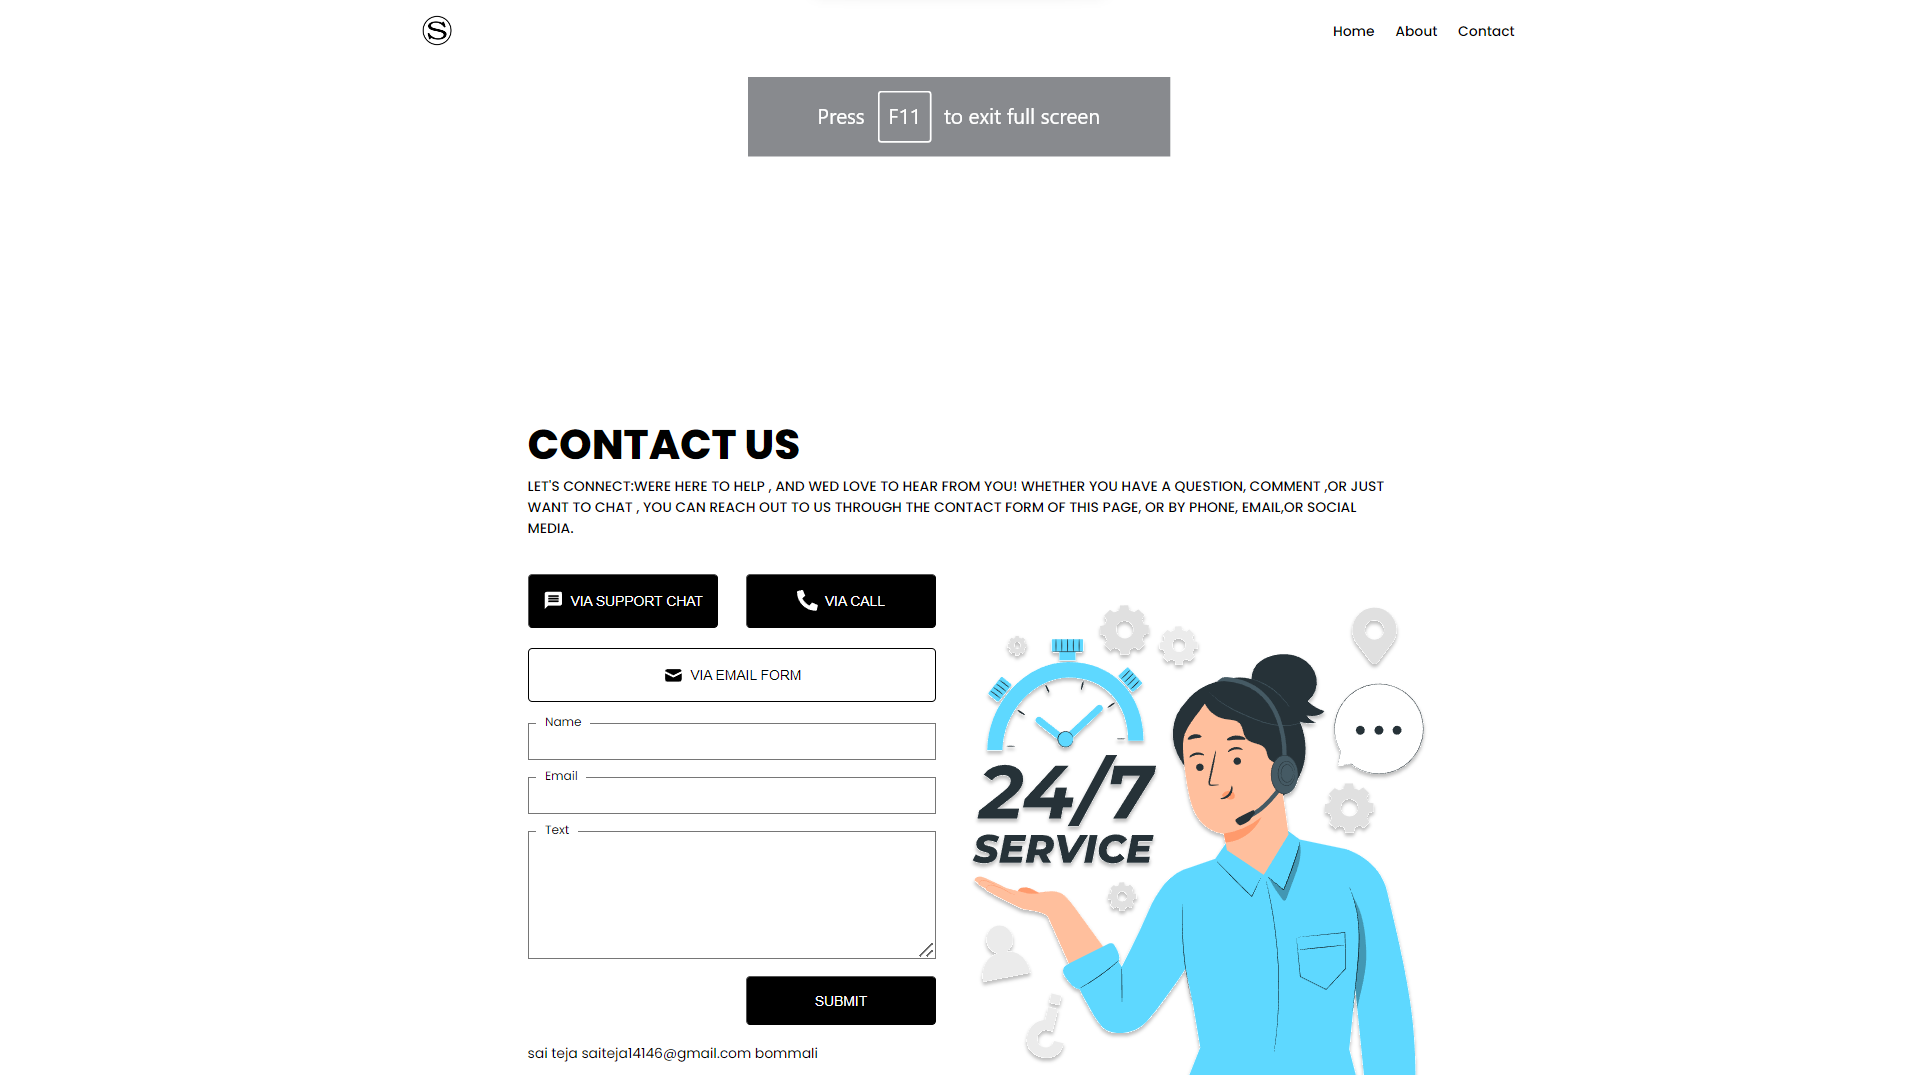 S
Home About Contact
Press F11 to exit full screen
CONTACT US
LET'S CONNECT:WERE HERE TO HELP , AND WED LOVE TO HEAR FROM YOU! WHETHER YOU HAVE A QUESTION, COMMENT ,OR JUST
WANT TO CHAT , YOU CAN REACH OUT TO US THROUGH THE CONTACT FORM OF THIS PAGE, OR BY PHONE, EMAIL,OR SOCIAL
MEDIA.
VIA SUPPORT CHAT VIA CALL
VIA EMAIL FORM
Name
Email
Text
SUBMIT
sai teja saiteja14146@gmail.com bommali
24/7
SERVICE